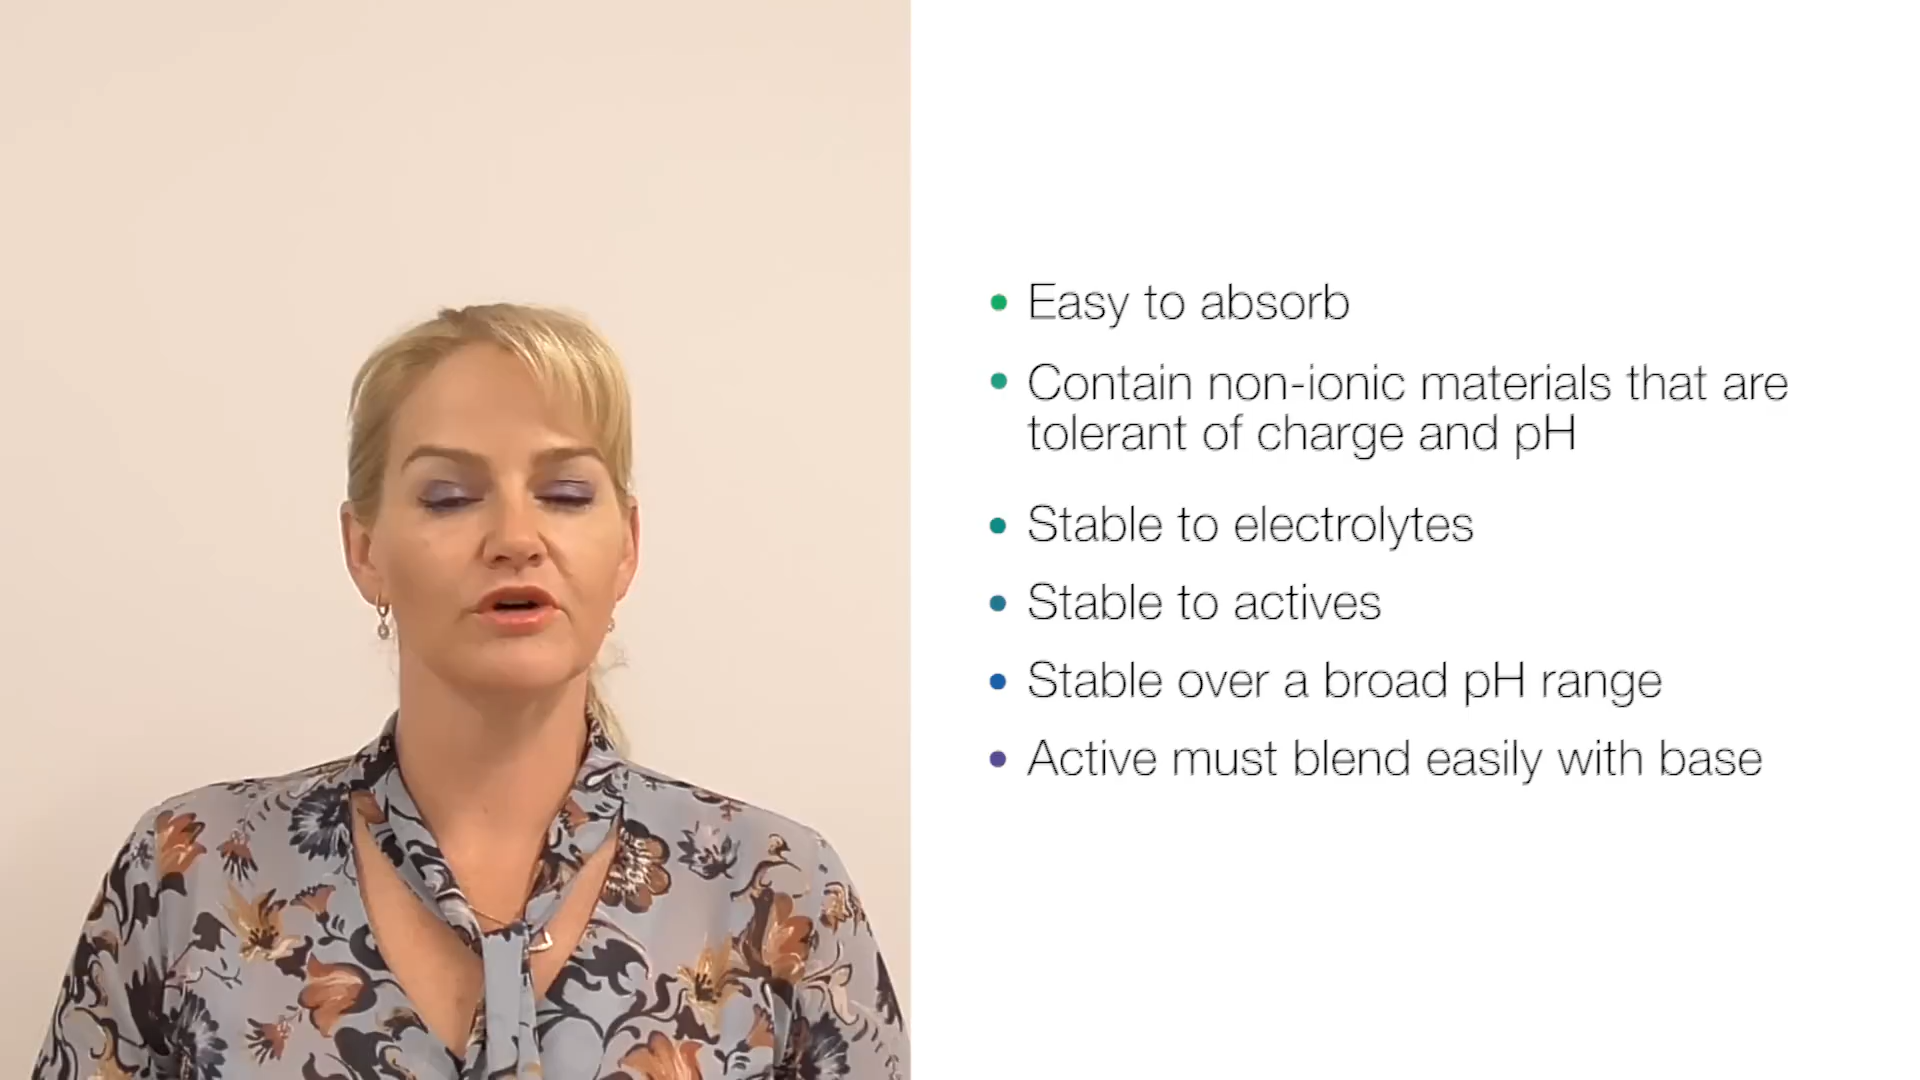 Easy to absorb
Contain non-ionic materials that are
tolerant of charge and pH
Stable to electrolytes
Stable to actives
Stable over a broad pH range
Active must blend easily with base